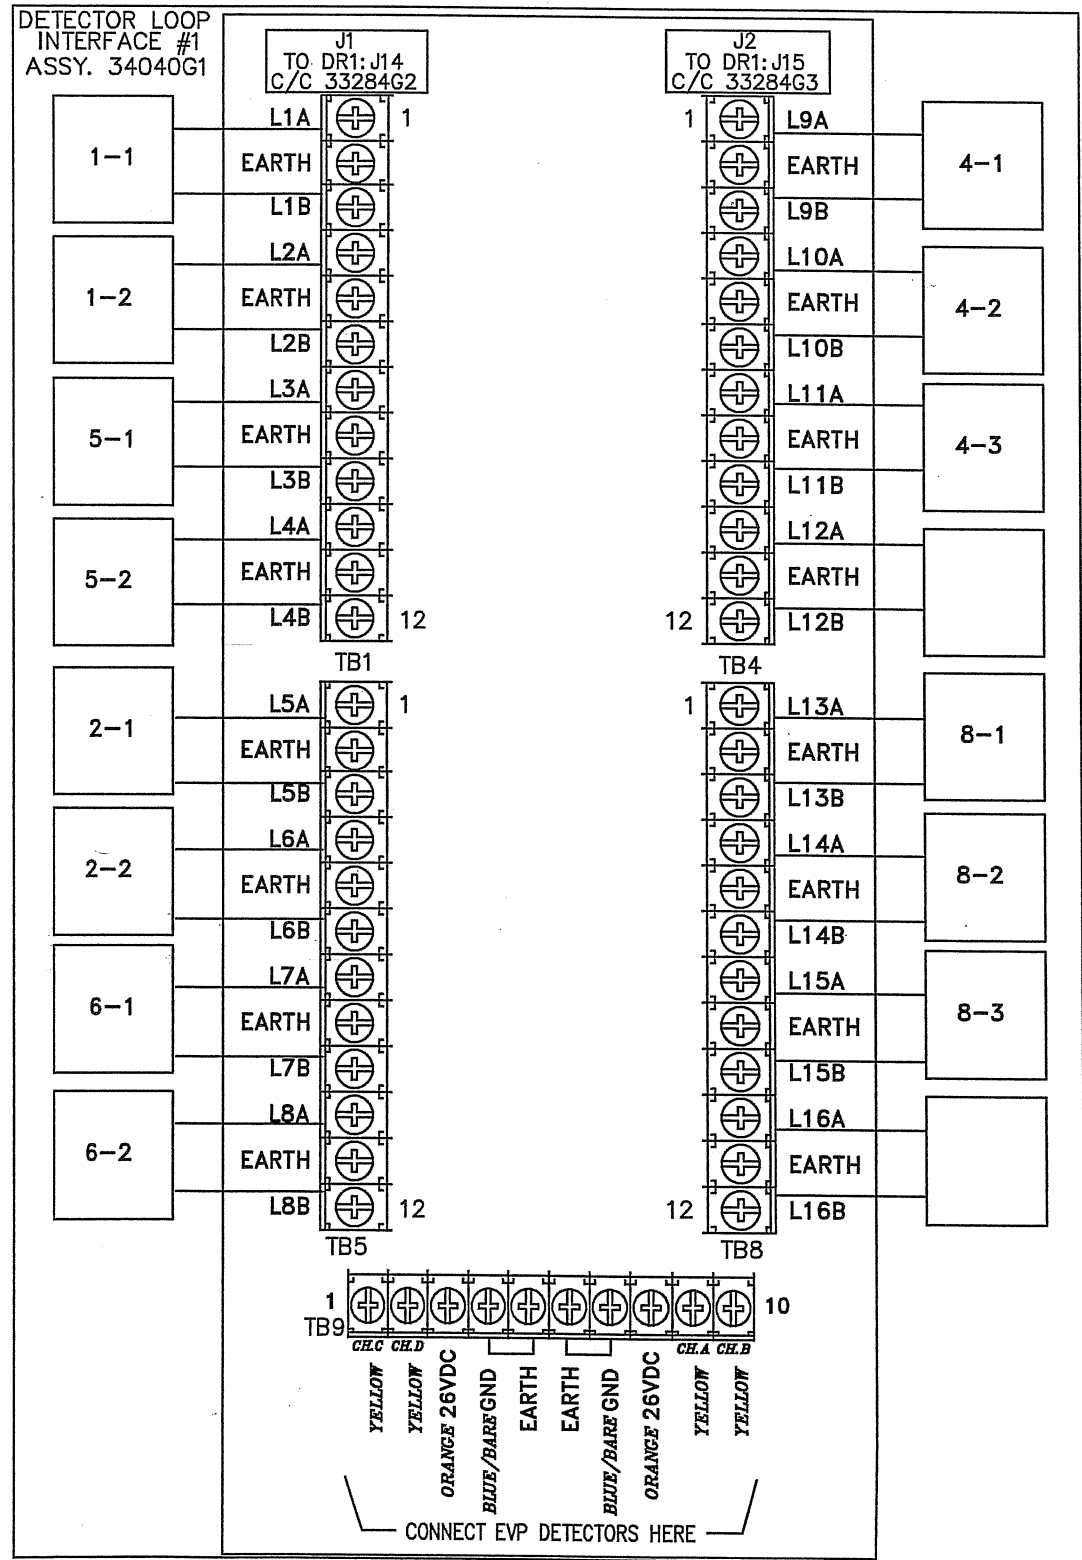 DETECTOR LOOP
INTERFACE #1
ASSY. 34040G1
J1
TO DR1:J14
C/C 33284G2
J2
TO DR1:J15
C/C 33284G3
1-1
L1A
1
EARTH
L1B
1-2
L2A
EARTH
L2B
5-1
L3A
EARTH
L3B
5-2
L4A
EARTH
L4B
12
TB1
2-1
L5A
1
EARTH
L5B
2-2
L6A
EARTH
L6B
6-1
L7A
EARTH
L7B
6-2
L8A
EARTH
L8B
12
TB5
1
L9A
4-1
EARTH
L9B
L10A
4-2
EARTH
L10B
L11A
4-3
EARTH
L11B
L12A
EARTH
12
L12B
TB4
1
L13A
8-1
EARTH
L13B
L14A
8-2
EARTH
L14B
L15A
8-3
EARTH
L15B
L16A
EARTH
12
L16B
TB8
1
10
TB9
CH.C
CH.D
CH.A
CH.B
YELLOW
YELLOW
ORANGE 26VDC
BLUE/BARE GND
EARTH
EARTH
BLUE/BARE GND
ORANGE 26VDC
YELLOW
YELLOW
CONNECT EVP DETECTORS HERE